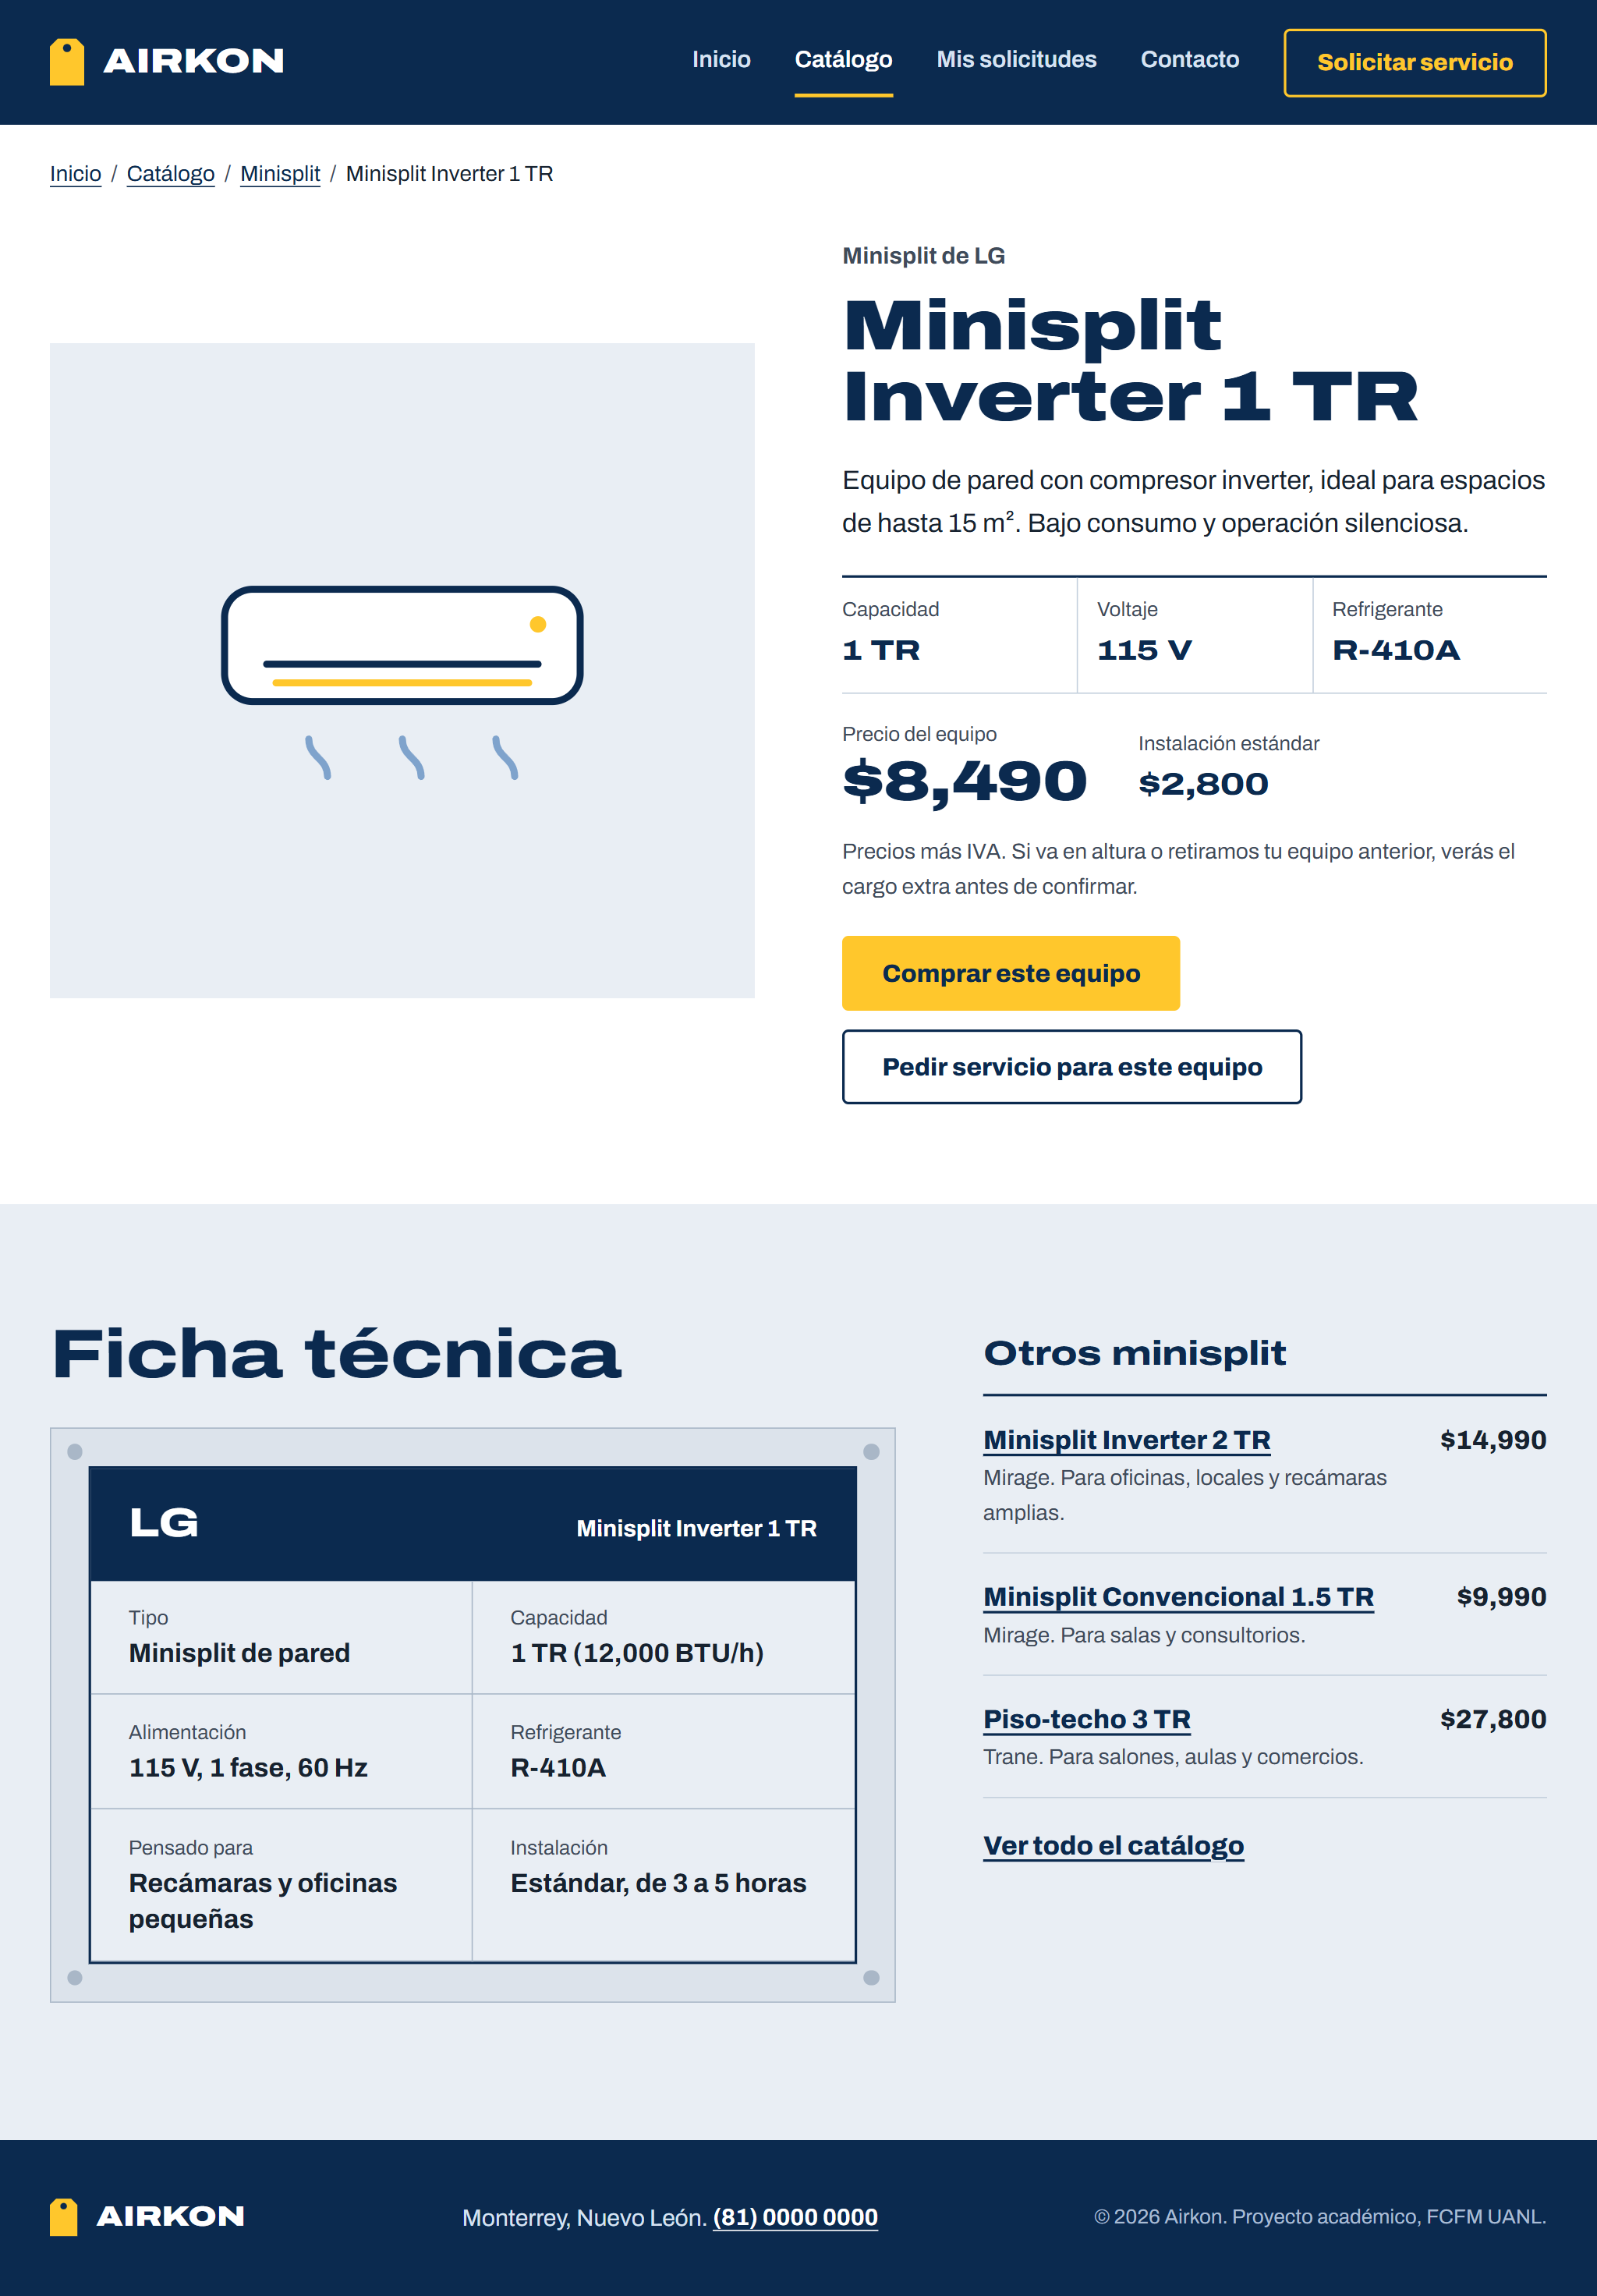 AIRKON
Inicio
Catálogo
Mis solicitudes
Contacto
Solicitar servicio
Inicio / Catálogo / Minisplit / Minisplit Inverter 1 TR
Minisplit de LG
Minisplit
Inverter 1 TR
Equipo de pared con compresor inverter, ideal para espacios
de hasta 15 m². Bajo consumo y operación silenciosa.
Capacidad
1 TR
Voltaje
115 V
Refrigerante
R-410A
Precio del equipo
$8,490
Instalación estándar
$2,800
Precios más IVA. Si va en altura o retiramos tu equipo anterior, verás el
cargo extra antes de confirmar.
Comprar este equipo
Pedir servicio para este equipo
Ficha técnica
LG
Minisplit Inverter 1 TR
Tipo
Minisplit de pared
Capacidad
1 TR (12,000 BTU/h)
Alimentación
115 V, 1 fase, 60 Hz
Refrigerante
R-410A
Pensado para
Recámaras y oficinas
pequeñas
Instalación
Estándar, de 3 a 5 horas
Otros minisplit
Minisplit Inverter 2 TR
$14,990
Mirage. Para oficinas, locales y recámaras
amplias.
Minisplit Convencional 1.5 TR
$9,990
Mirage. Para salas y consultorios.
Piso-techo 3 TR
$27,800
Trane. Para salones, aulas y comercios.
Ver todo el catálogo
AIRKON
Monterrey, Nuevo León. (81) 0000 0000
© 2026 Airkon. Proyecto académico, FCFM UANL.